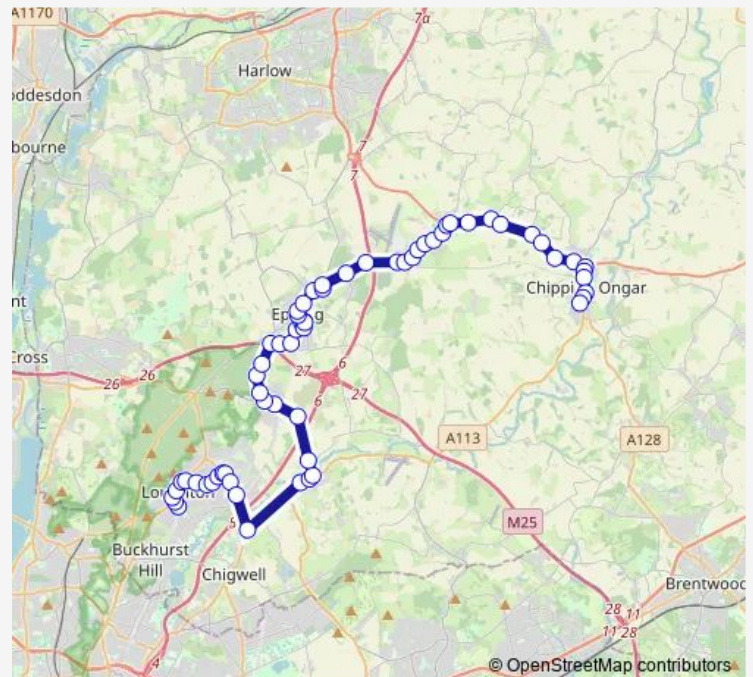 A1170
7a
Harlow
oddesdon
bourne
7
7
nt
Chippi Ongar
Epping
Cross
26 26
27
6
6
27
A113
A128
Loughton
5
M25
Buckhurst
Hill
Chigwell
Brentwood
28 11
11 28
4
© OpenStreetMap contributors